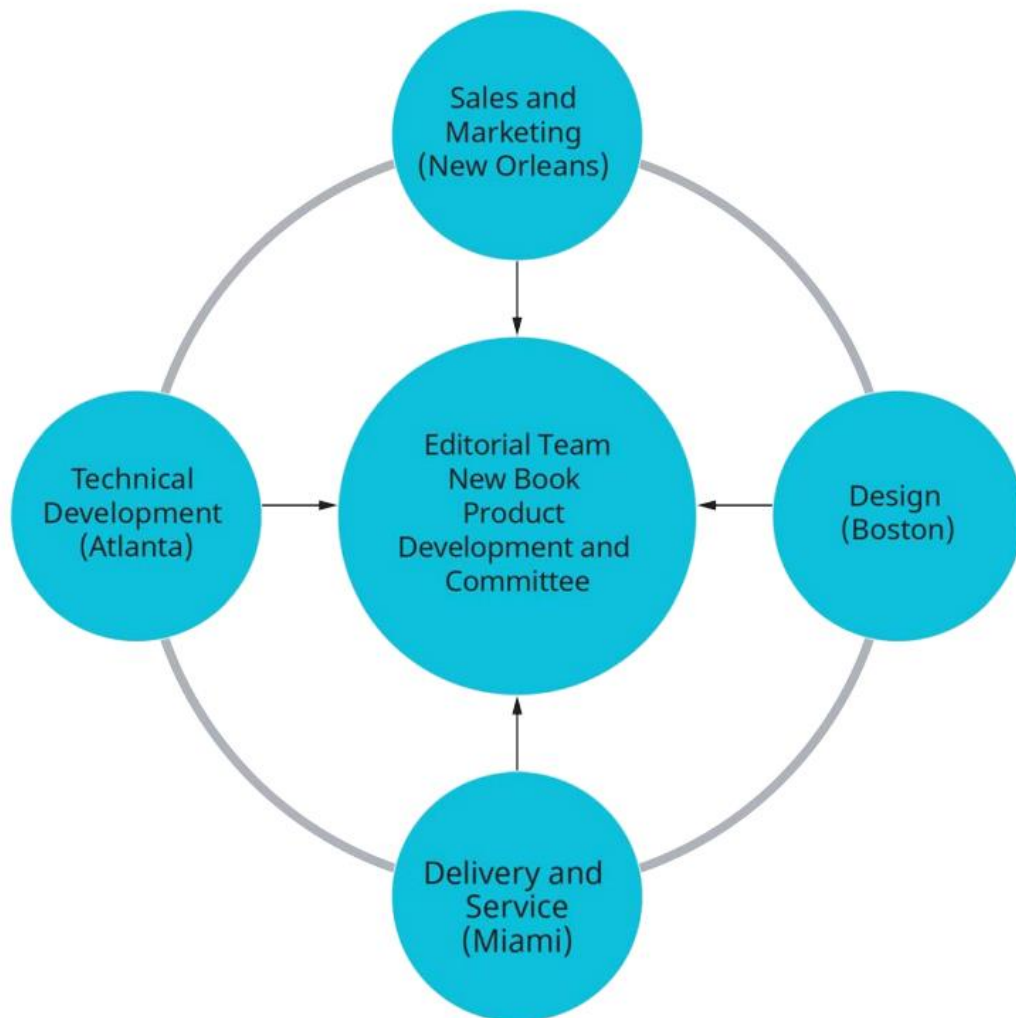 Sales and
Marketing
(New Orleans)
Technical
Development
(Atlanta)
Editorial Team
New Book
Product
Development and
Committee
Design
(Boston)
Delivery and
Service
(Miami)